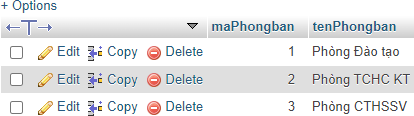 + Options
maPhongban tenPhongban
Edit Copy Delete 1 Phòng Đào tạo
Edit Copy Delete 2 Phòng TCHC KT
Edit Copy Delete 3 Phòng CTHSSV